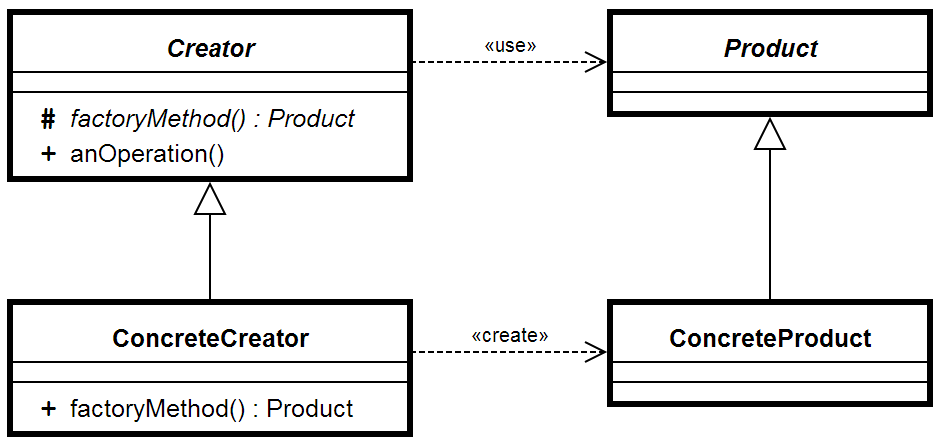 Creator
«use»
Product
# factoryMethod() : Product
+ anOperation()
ConcreteCreator
«create»
ConcreteProduct
+ factoryMethod() : Product